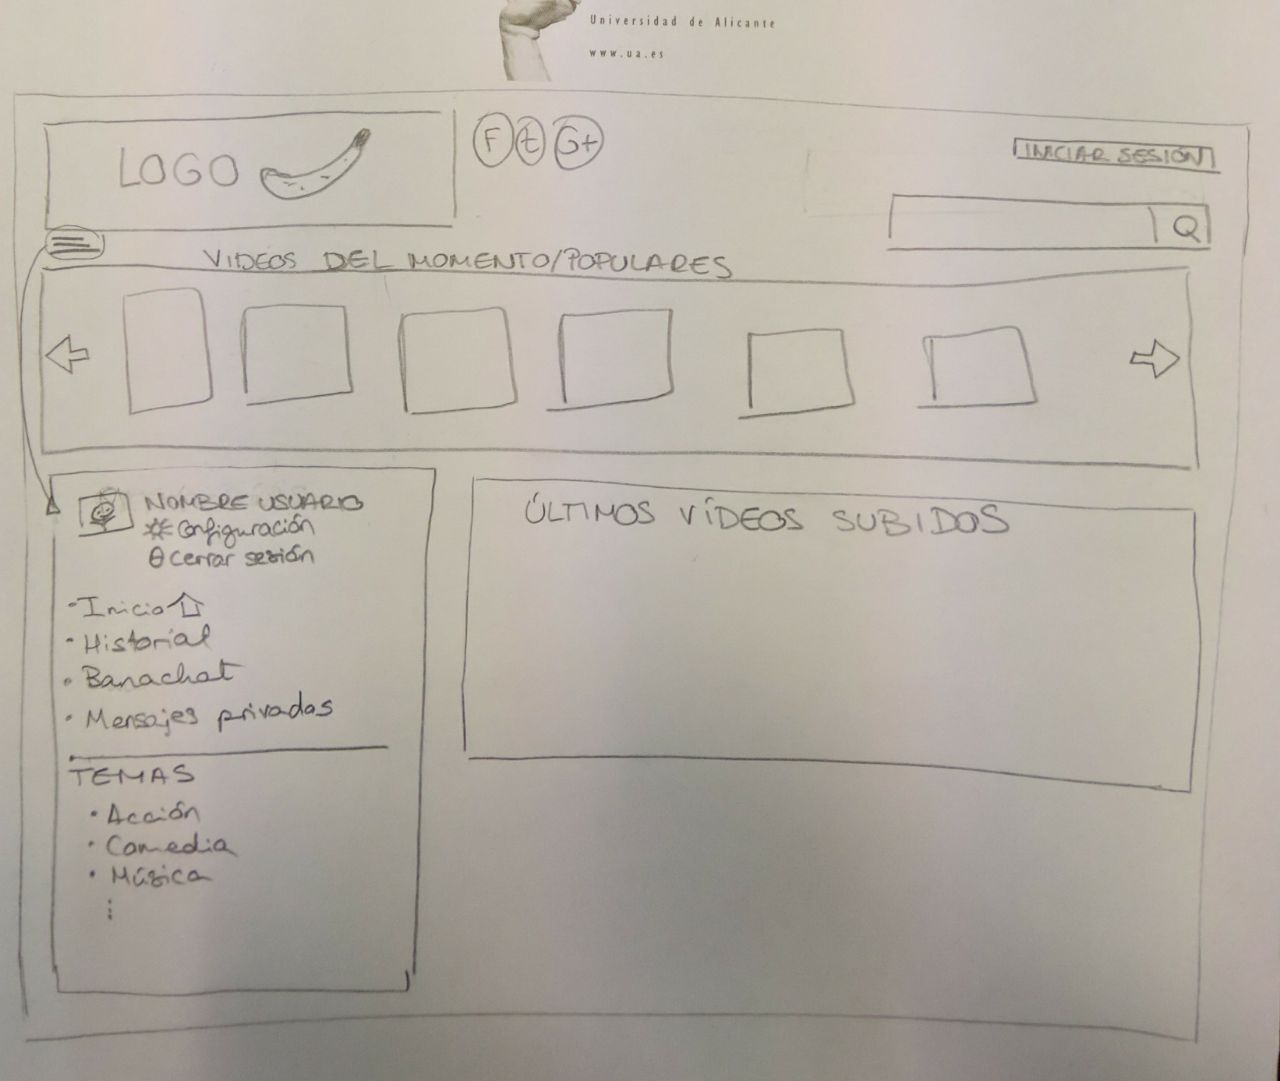 Universidad de Alicante
www.ua.es
LOGO
F t G+
INICIAR SESIÓN
VIDEOS DEL MOMENTO/POPULARES
NOMBRE USUARIO
Configuración
Cerrar sesión
• Inicio
• Historial
• Banachat
• Mensajes privados
TEMAS
• Acción
• Comedia
• Música
ÚLTIMOS VÍDEOS SUBIDOS